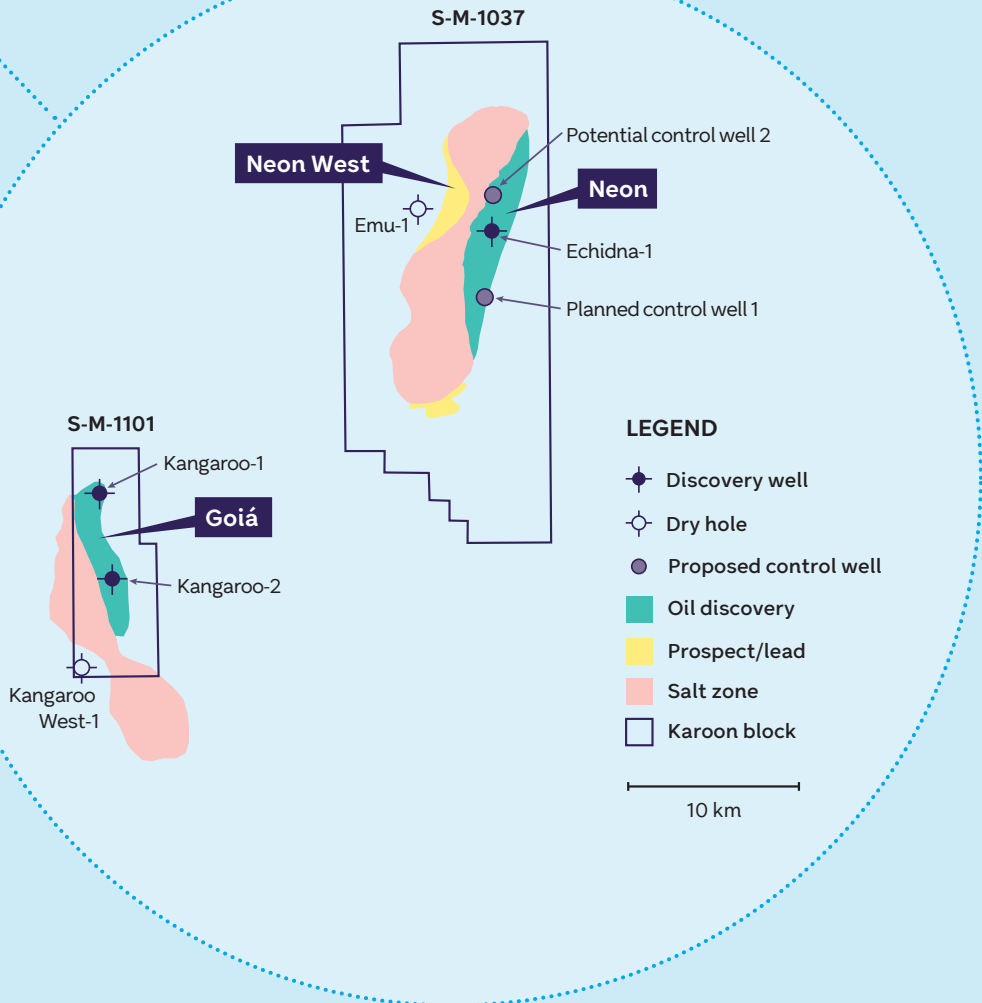 S-M-1037
Potential control well 2
Neon West
Neon
Emu-1
Echidna-1
Planned control well 1
S-M-1101
Kangaroo-1
Goiá
Kangaroo-2
Kangaroo
West-1
LEGEND
Discovery well
Dry hole
Proposed control well
Oil discovery
Prospect/lead
Salt zone
Karoon block
10 km